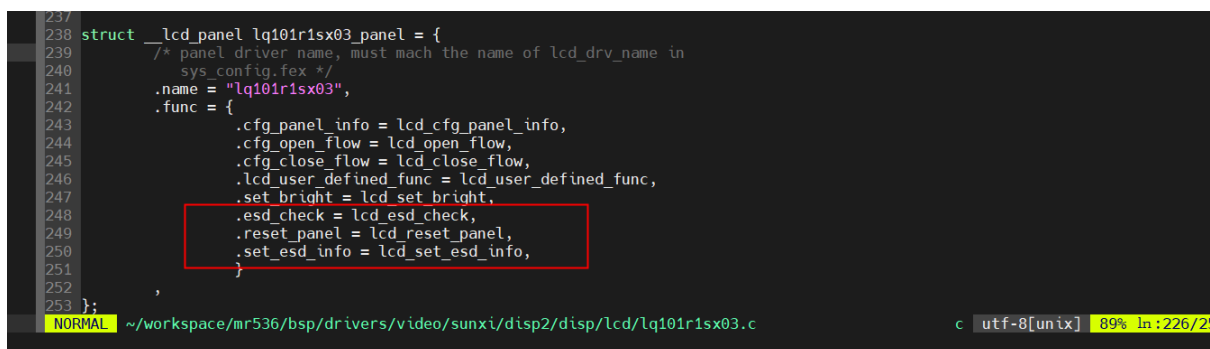 237
238 struct __lcd_panel lq101r1sx03_panel = {
239 /* panel driver name, must mach the name of lcd_drv_name in
240 sys_config.fex */
241 .name = "lq101r1sx03",
242 .func = {
243 .cfg_panel_info = lcd_cfg_panel_info,
244 .cfg_open_flow = lcd_open_flow,
245 .cfg_close_flow = lcd_close_flow,
246 .lcd_user_defined_func = lcd_user_defined_func,
247 .set_bright = lcd_set_bright,
248 .esd_check = lcd_esd_check,
249 .reset_panel = lcd_reset_panel,
250 .set_esd_info = lcd_set_esd_info,
251 }
252 ,
253 };
NORMAL ~/workspace/mr536/bsp/drivers/video/sunxi/disp2/disp/lcd/lq101r1sx03.c c utf-8[unix] 89% ln:226/25